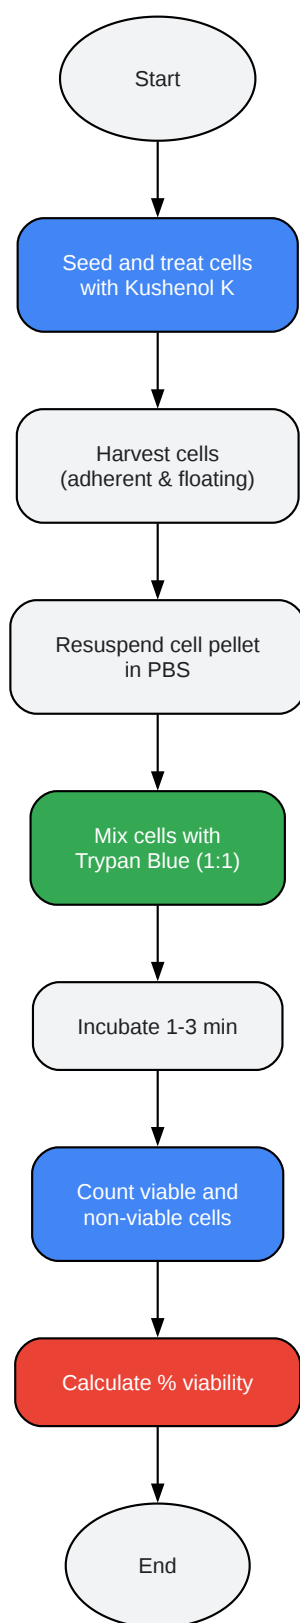 Start
Seed and treat cells
with Kushenol K
Harvest cells
(adherent & floating)
Resuspend cell pellet
in PBS
Mix cells with
Trypan Blue (1:1)
Incubate 1-3 min
Count viable and
non-viable cells
Calculate % viability
End